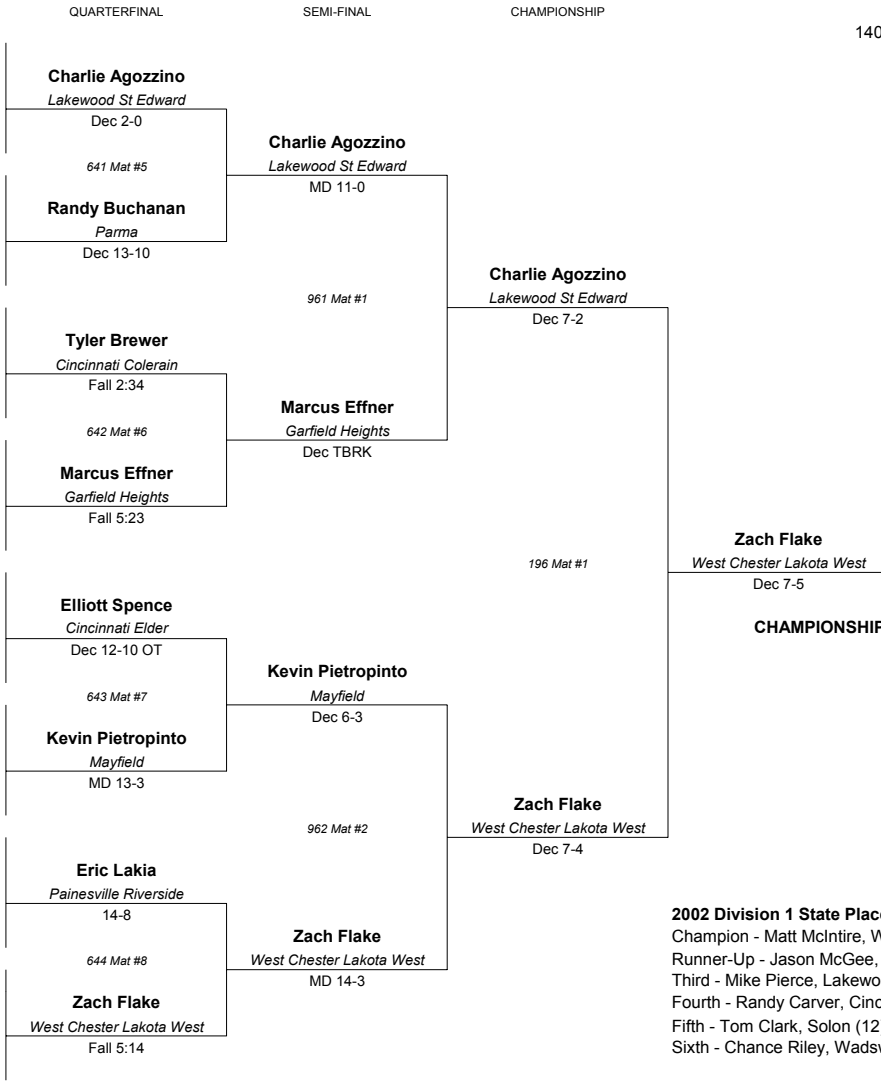 QUARTERFINAL SEMI-FINAL CHAMPIONSHIP
140
Charlie Agozzino
Lakewood St Edward
Dec 2-0
641 Mat #5
Randy Buchanan
Parma
Dec 13-10
Charlie Agozzino
Lakewood St Edward
MD 11-0
961 Mat #1
Tyler Brewer
Cincinnati Colerain
Fall 2:34
642 Mat #6
Marcus Effner
Garfield Heights
Fall 5:23
Marcus Effner
Garfield Heights
Dec TBRK
Charlie Agozzino
Lakewood St Edward
Dec 7-2
196 Mat #1
Elliott Spence
Cincinnati Elder
Dec 12-10 OT
643 Mat #7
Kevin Pietropinto
Mayfield
MD 13-3
Kevin Pietropinto
Mayfield
Dec 6-3
962 Mat #2
Eric Lakia
Painesville Riverside
14-8
644 Mat #8
Zach Flake
West Chester Lakota West
Fall 5:14
Zach Flake
West Chester Lakota West
MD 14-3
Zach Flake
West Chester Lakota West
Dec 7-4
Zach Flake
West Chester Lakota West
Dec 7-5
CHAMPIONSHIP
2002 Division 1 State Plac
Champion - Matt McIntire, W
Runner-Up - Jason McGee,
Third - Mike Pierce, Lakewo
Fourth - Randy Carver, Cinc
Fifth - Tom Clark, Solon (12
Sixth - Chance Riley, Wadsw